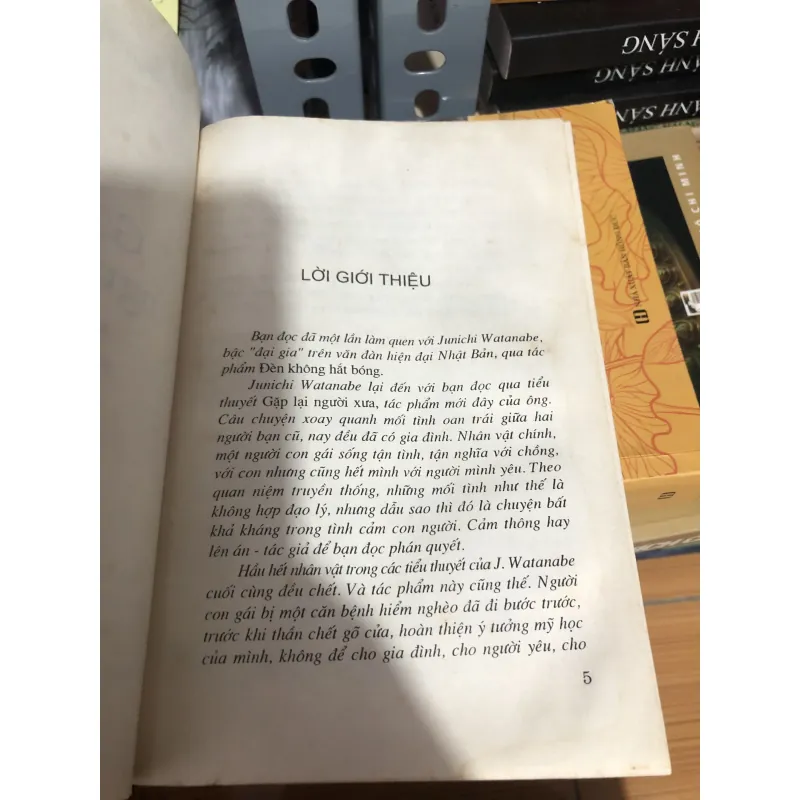 LỜI GIỚI THIỆU
Bạn đọc đã một lần làm quen với Junichi Watanabe,
bậc "đại gia" trên văn đàn hiện đại Nhật Bản, qua tác
phẩm Đèn không hắt bóng.
Junichi Watanabe lại đến với bạn đọc qua tiểu
thuyết Gặp lại người xưa, tác phẩm mới đây của ông.
Câu chuyện xoay quanh mối tình oan trái giữa hai
người bạn cũ, nay đều đã có gia đình. Nhân vật chính,
một người con gái sống tận tình, tận nghĩa với chồng,
với con nhưng cũng hết mình với người mình yêu. Theo
quan niệm truyền thống, những mối tình như thế là
không hợp đạo lý, nhưng dẫu sao thì đó là chuyện bất
khả kháng trong tình cảm con người. Cảm thông hay
lên án - tác giả để bạn đọc phán quyết.
Hầu hết nhân vật trong các tiểu thuyết của J. Watanabe
cuối cùng đều chết. Và tác phẩm này cũng thế. Người
con gái bị một căn bệnh hiểm nghèo đã đi bước trước,
trước khi thần chết gõ cửa, hoàn thiện ý tưởng mỹ học
của mình, không để cho gia đình, cho người yêu, cho
5
H SÁNG
ÁNH SÁNG
ÁNH SÁNG
CHI MINH